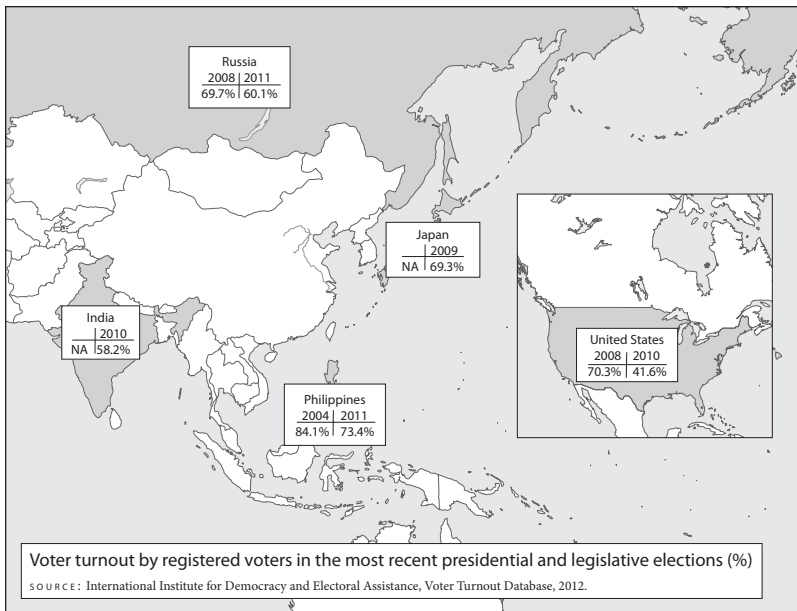 Russia
2008 2011
69.7% 60.1%
Japan
2009
NA 69.3%
India
2010
NA 58.2%
United States
2008 2010
70.3% 41.6%
Philippines
2004 2011
84.1% 73.4%
Voter turnout by registered voters in the most recent presidential and legislative elections (%)
SOURCE: International Institute for Democracy and Electoral Assistance, Voter Turnout Database, 2012.